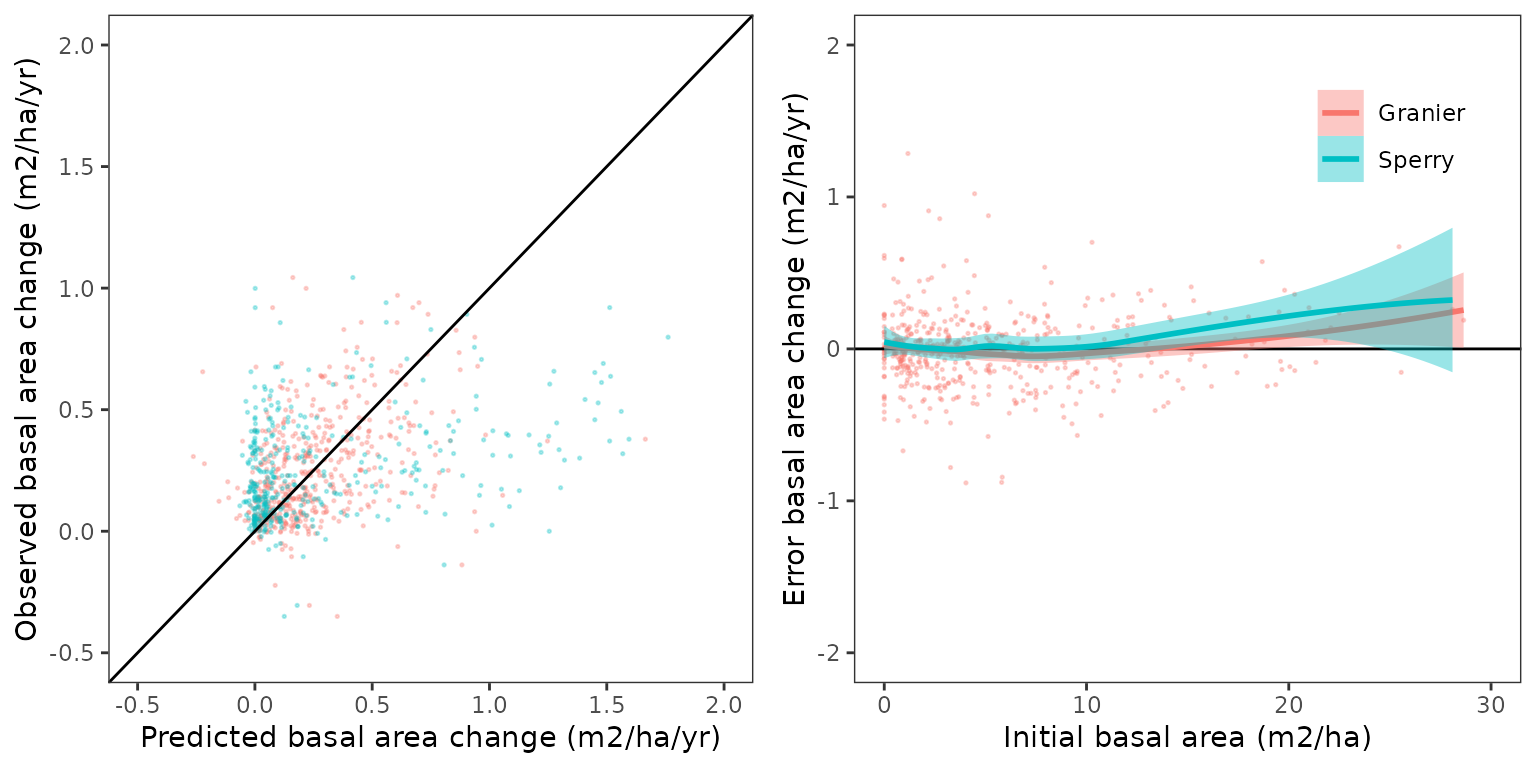 Observed basal area change (m2/ha/yr)
2.0
1.5
1.0
0.5
0.0
-0.5
-0.5 0.0 0.5 1.0 1.5 2.0
Predicted basal area change (m2/ha/yr)
Error basal area change (m2/ha/yr)
2
1
0
-1
-2
0 10 20 30
Initial basal area (m2/ha)
Granier
Sperry